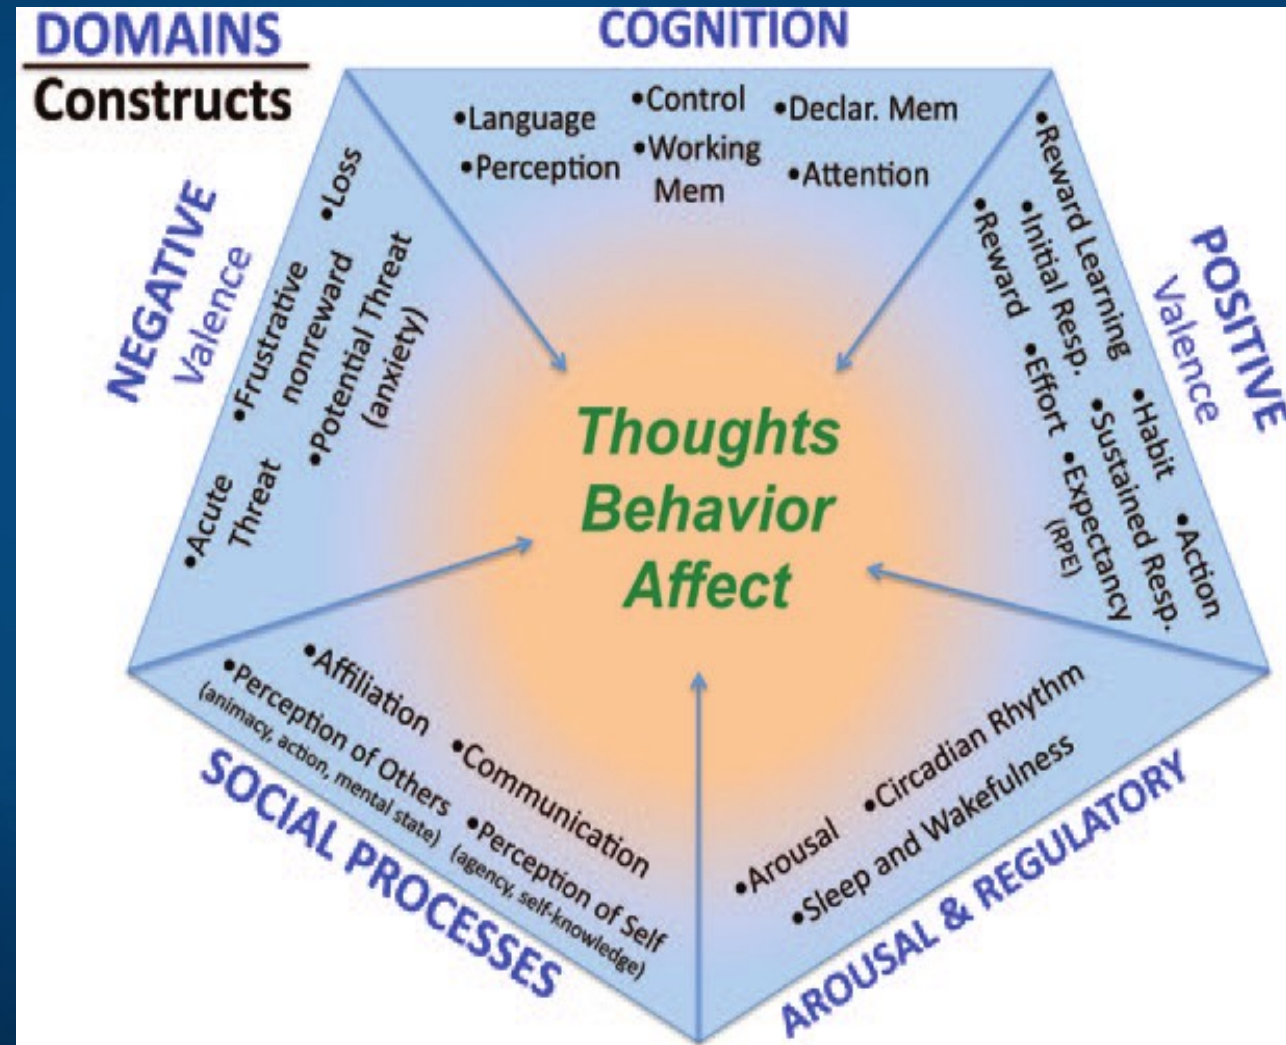 DOMAINS
Constructs
COGNITION
•Language
•Perception
•Control
•Working
Mem
•Declar. Mem
•Attention
NEGATIVE
Valence
•Loss
•Frustrative
nonreward
•Potential Threat
(anxiety)
•Acute
Threat
POSITIVE
Valence
•Reward Learning
•Habit
•Action
•Initial Resp.
•Sustained Resp.
•Reward
•Effort
•Expectancy
(RPE)
Thoughts
Behavior
Affect
SOCIAL PROCESSES
•Affiliation
•Communication
•Perception of Others
(animacy, action, mental state)
•Perception of Self
(agency, self-knowledge)
AROUSAL & REGULATORY
•Arousal
•Circadian Rhythm
•Sleep and Wakefulness